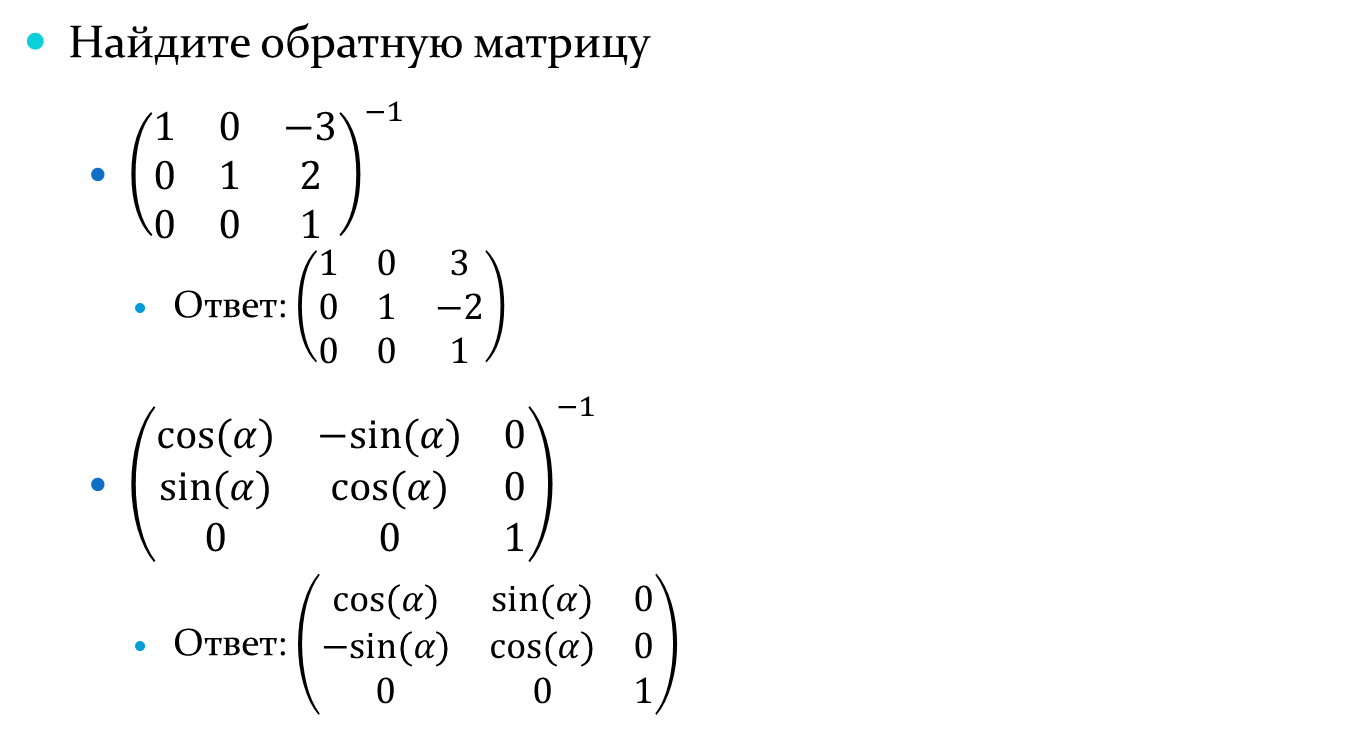 Найдите обратную матрицу
−1
1 0 −3
0 1 2
0 0 1
Ответ:
1 0 3
0 1 −2
0 0 1
−1
cos(α) −sin(α) 0
sin(α) cos(α) 0
0 0 1
Ответ:
cos(α) sin(α) 0
−sin(α) cos(α) 0
0 0 1